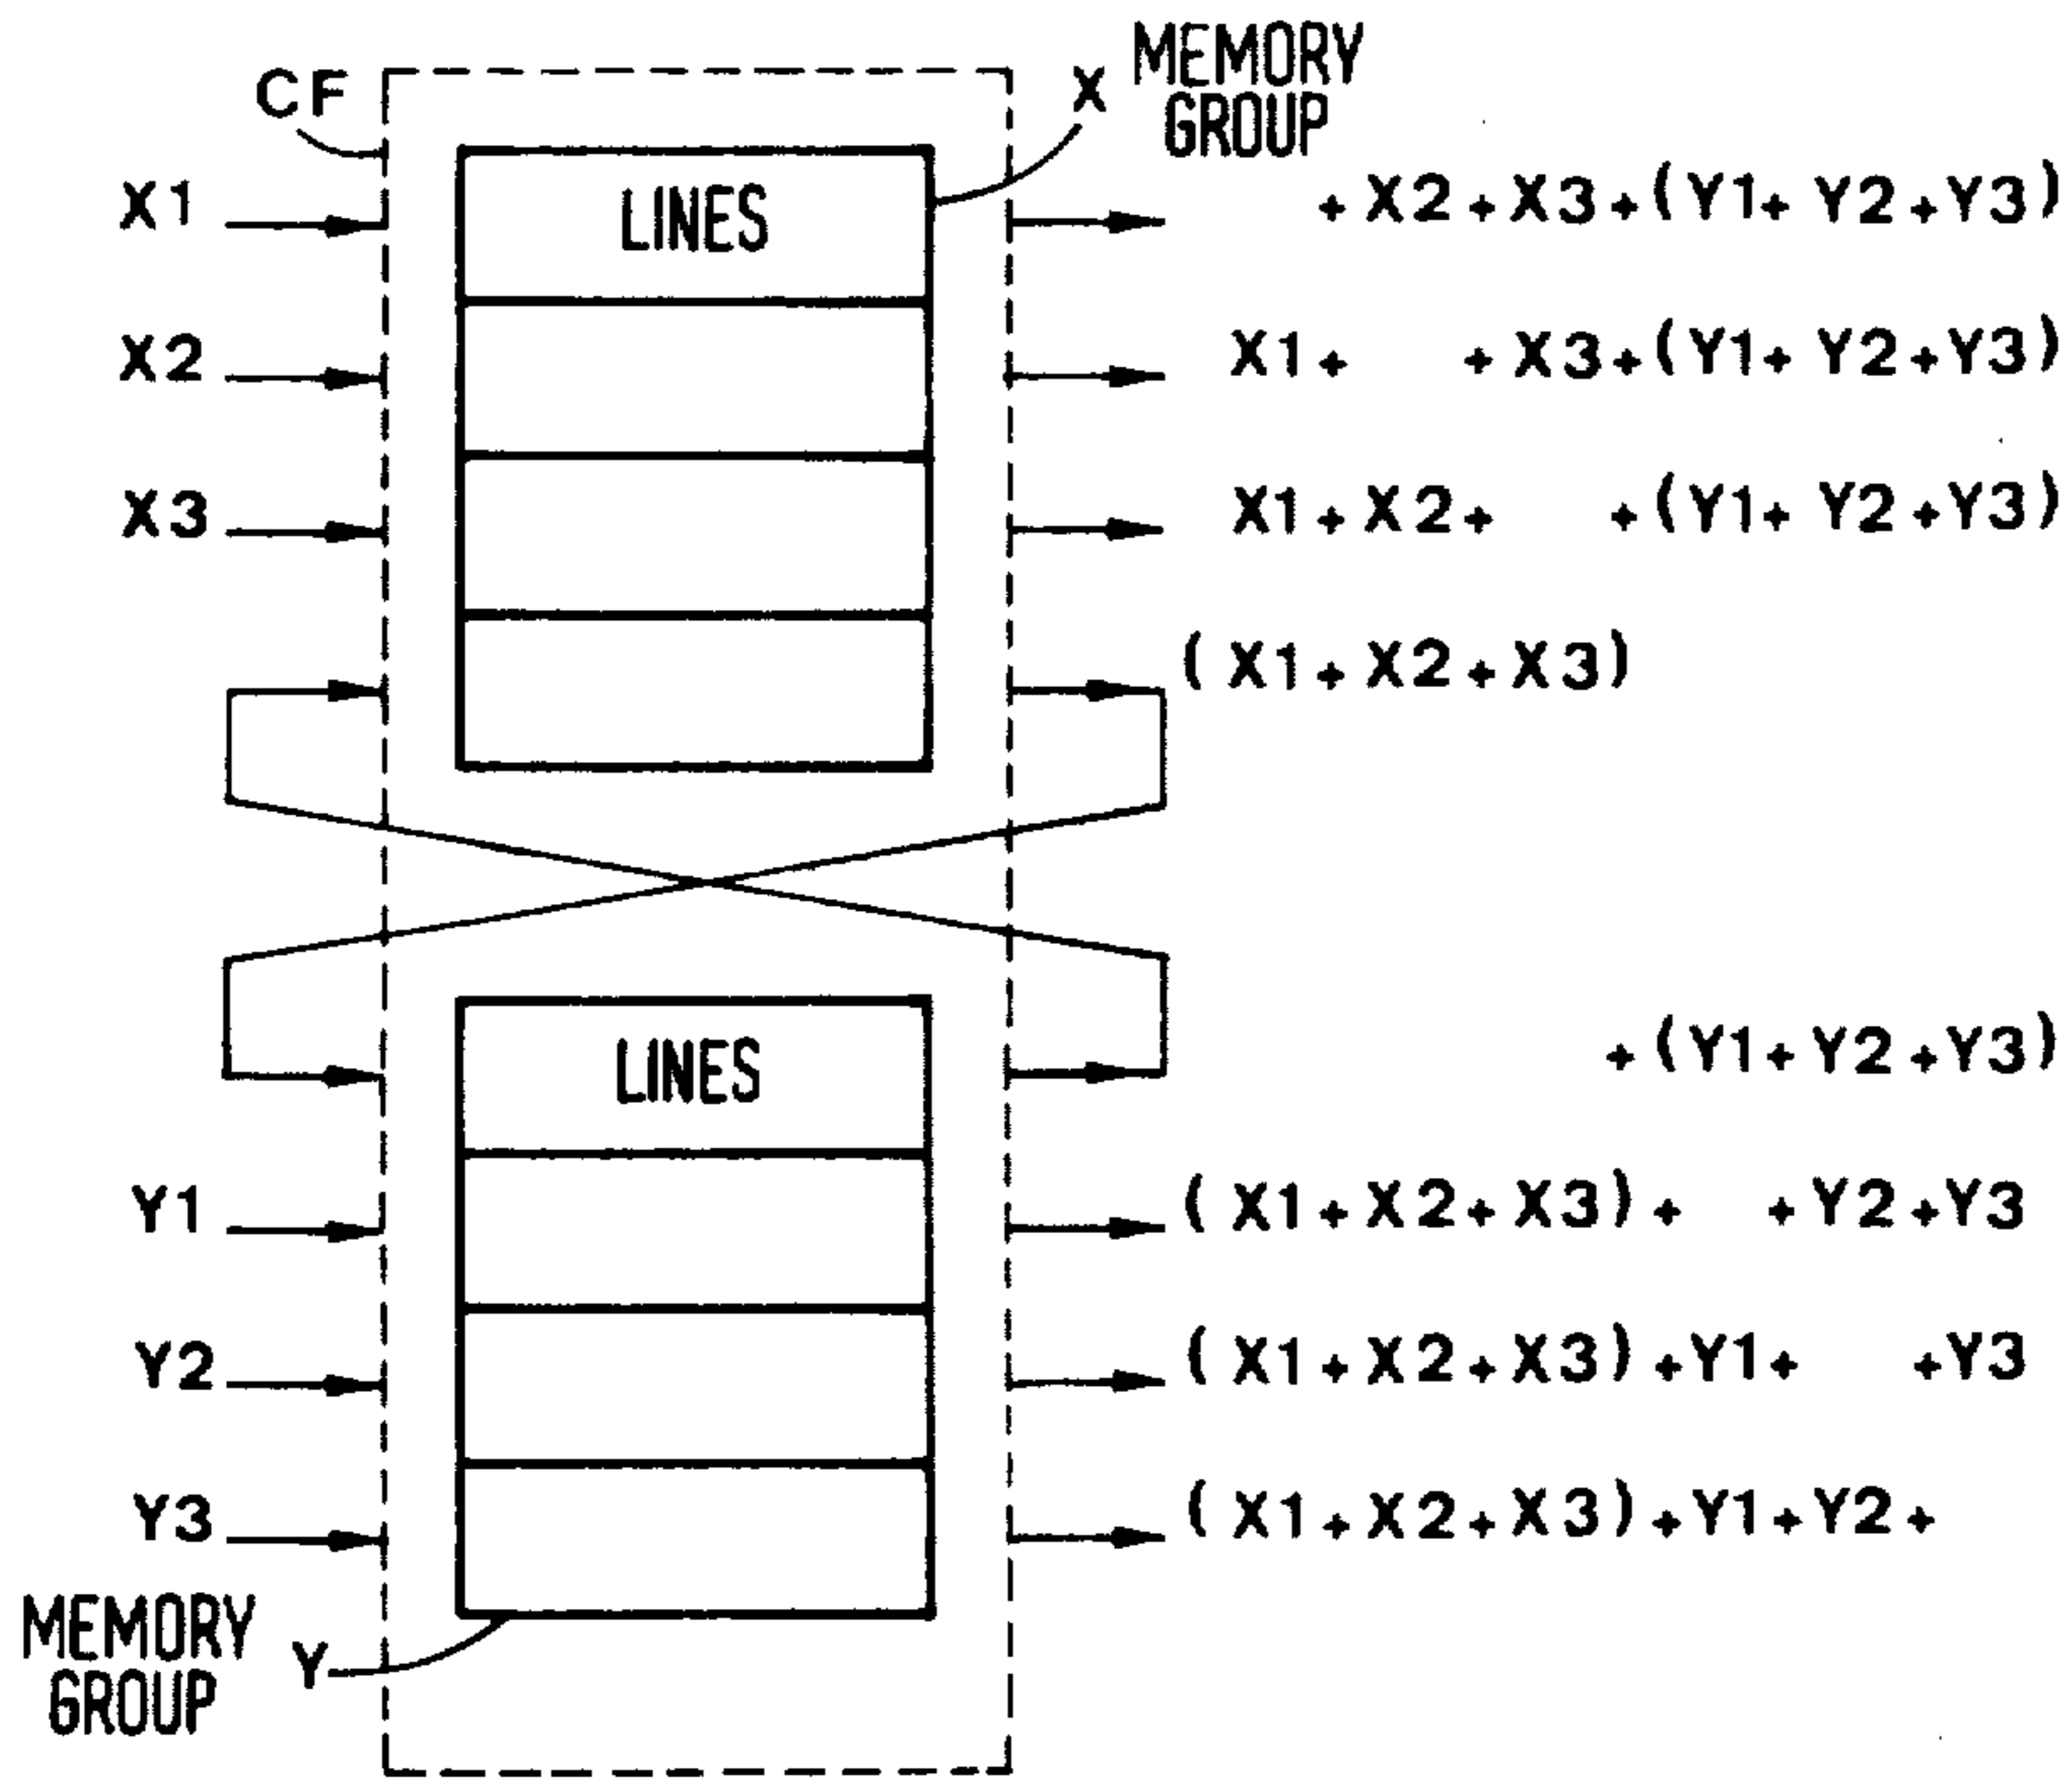 CF
X MEMORY
GROUP
X1
LINES
+ X2 + X3 + (Y1 + Y2 + Y3)
X2
X1 + + X3 + (Y1 + Y2 + Y3)
X3
X1 + X2 + + (Y1 + Y2 + Y3)
(X1 + X2 + X3)
LINES
+ (Y1 + Y2 + Y3)
Y1
(X1 + X2 + X3) + + Y2 + Y3
Y2
(X1 + X2 + X3) + Y1 + + Y3
Y3
(X1 + X2 + X3) + Y1 + Y2 +
MEMORY
GROUP
Y